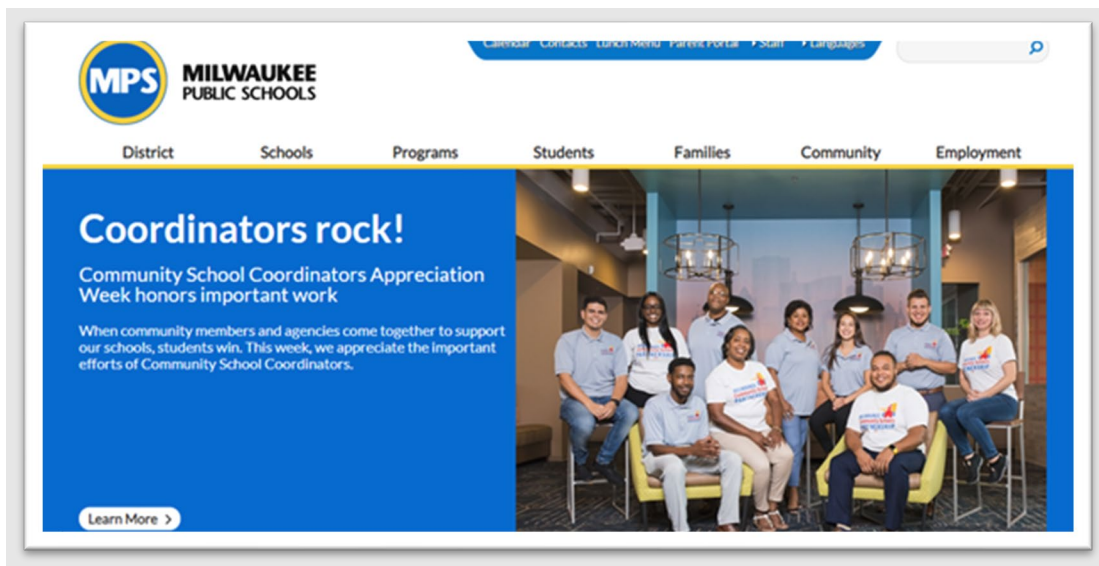 Calendar Contacts Lunch Menu Parent Portal Staff Languages
MPS
MILWAUKEE
PUBLIC SCHOOLS
District Schools Programs Students Families Community Employment
Coordinators rock!
Community School Coordinators Appreciation
Week honors important work
When community members and agencies come together to support
our schools, students win. This week, we appreciate the important
efforts of Community School Coordinators.
Learn More >